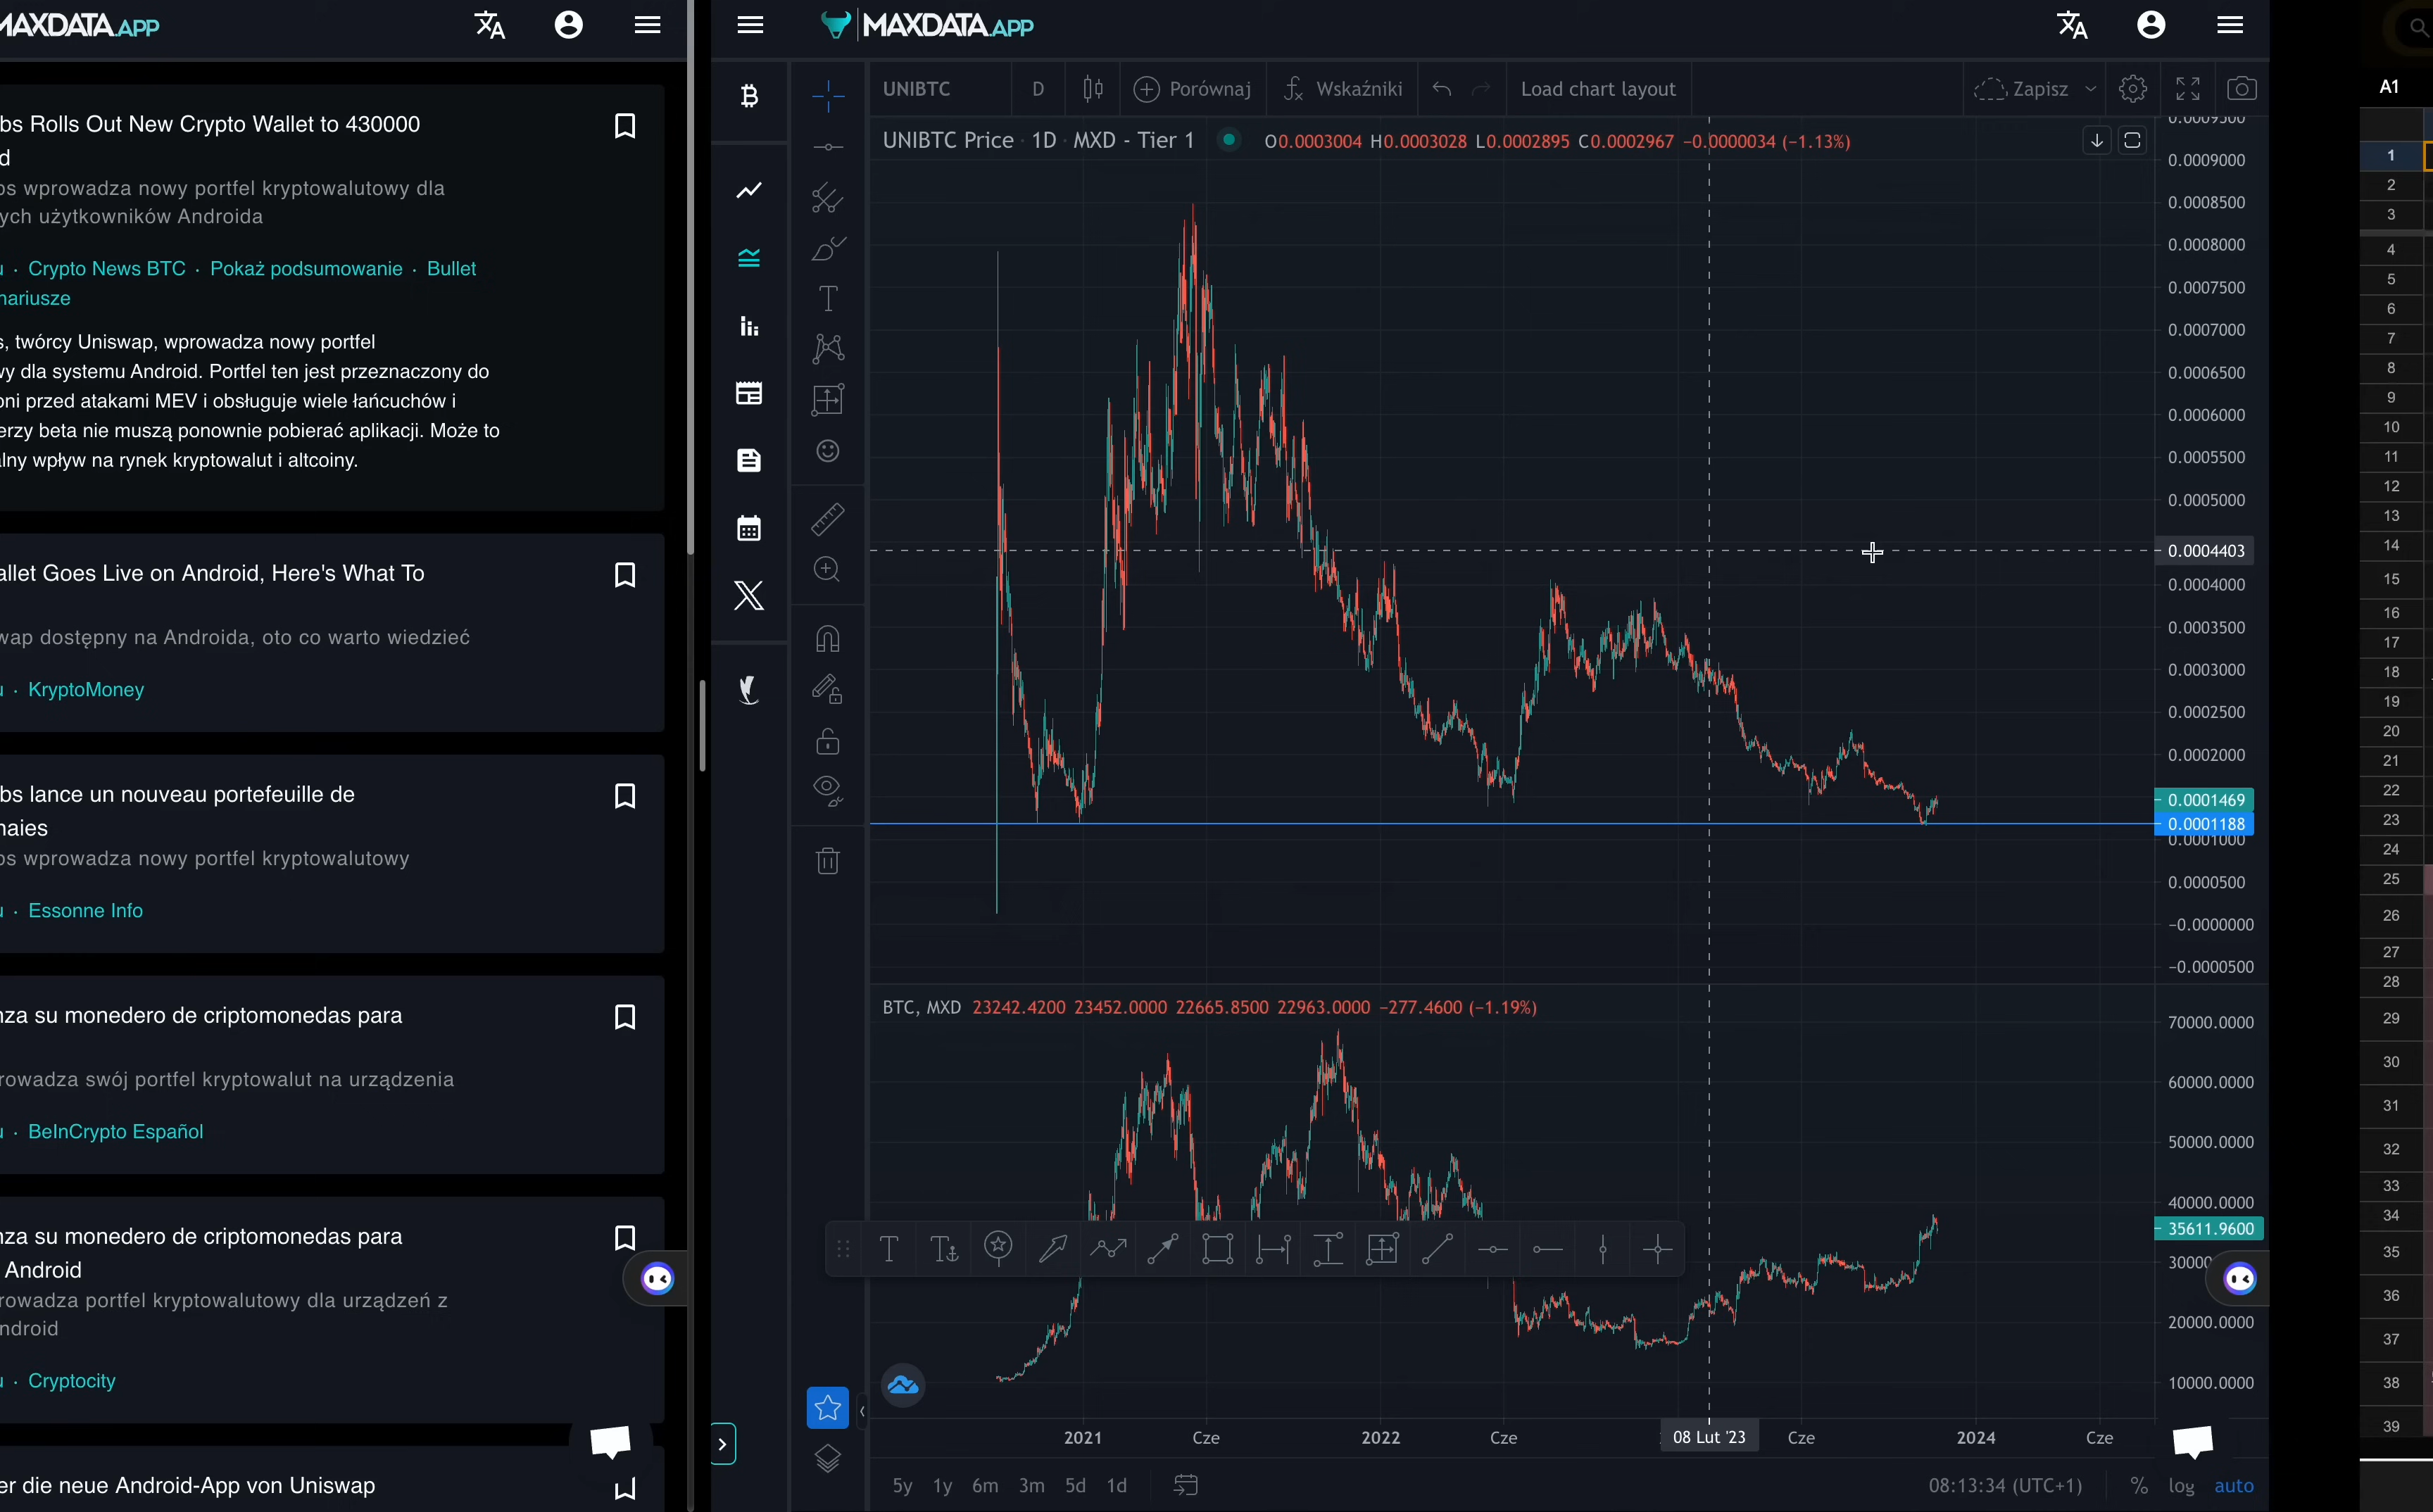 MAXDATA.APP
bs Rolls Out New Crypto Wallet to 430000
d
os wprowadza nowy portfel kryptowalutowy dla
ych użytkowników Androida
u · Crypto News BTC · Pokaż podsumowanie · Bullet
nariusze
s, twórcy Uniswap, wprowadza nowy portfel
vy dla systemu Android. Portfel ten jest przeznaczony do
oni przed atakami MEV i obsługuje wiele łańcuchów i
erzy beta nie muszą ponownie pobierać aplikacji. Może to
alny wpływ na rynek kryptowalut i altcoiny.
allet Goes Live on Android, Here's What To
wap dostępny na Androida, oto co warto wiedzieć
u · KryptoMoney
bs lance un nouveau portefeuille de
naies
os wprowadza nowy portfel kryptowalutowy
u · Essonne Info
nza su monedero de criptomonedas para
rowadza swój portfel kryptowalut na urządzenia
u · BeInCrypto Español
nza su monedero de criptomonedas para
Android
rowadza portfel kryptowalutowy dla urządzeń z
ndroid
u · Cryptocity
er die neue Android-App von Uniswap
MAXDATA.APP
UNIBTC D Porównaj Wskaźniki Load chart layout Zapisz
UNIBTC Price · 1D · MXD - Tier 1 O0.0003004 H0.0003028 L0.0002895 C0.0002967 −0.0000034 (−1.13%)
0.0009500
0.0009000
0.0008500
0.0008000
0.0007500
0.0007000
0.0006500
0.0006000
0.0005500
0.0005000
0.0004403
0.0004000
0.0003500
0.0003000
0.0002500
0.0002000
0.0001469
0.0001188
0.0001000
0.0000500
−0.0000000
−0.0000500
BTC, MXD 23242.4200 23452.0000 22665.8500 22963.0000 −277.4600 (−1.19%)
70000.0000
60000.0000
50000.0000
40000.0000
35611.9600
30000
20000.0000
10000.0000
2021 Cze 2022 Cze 08 Lut '23 Cze 2024 Cze
5y 1y 6m 3m 5d 1d 08:13:34 (UTC+1) % log auto
A1
1
2
3
4
5
6
7
8
9
10
11
12
13
14
15
16
17
18
19
20
21
22
23
24
25
26
27
28
29
30
31
32
33
34
35
36
37
38
39